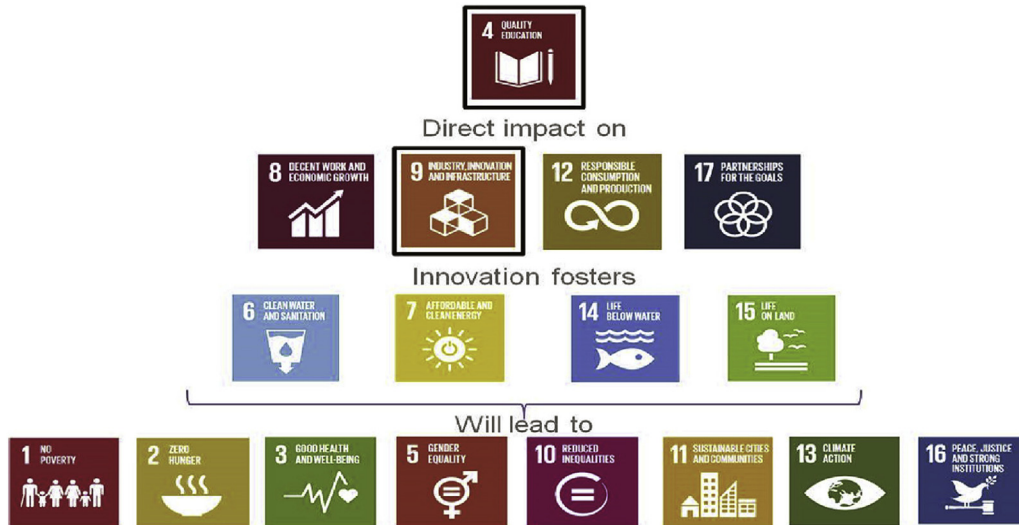 4 QUALITY
EDUCATION
Direct impact on
8 DECENT WORK AND
ECONOMIC GROWTH
9 INDUSTRY, INNOVATION
AND INFRASTRUCTURE
12 RESPONSIBLE
CONSUMPTION
AND PRODUCTION
17 PARTNERSHIPS
FOR THE GOALS
Innovation fosters
6 CLEAN WATER
AND SANITATION
7 AFFORDABLE AND
CLEAN ENERGY
14 LIFE
BELOW WATER
15 LIFE
ON LAND
Will lead to
1 NO
POVERTY
2 ZERO
HUNGER
3 GOOD HEALTH
AND WELL-BEING
5 GENDER
EQUALITY
10 REDUCED
INEQUALITIES
11 SUSTAINABLE CITIES
AND COMMUNITIES
13 CLIMATE
ACTION
16 PEACE, JUSTICE
AND STRONG
INSTITUTIONS